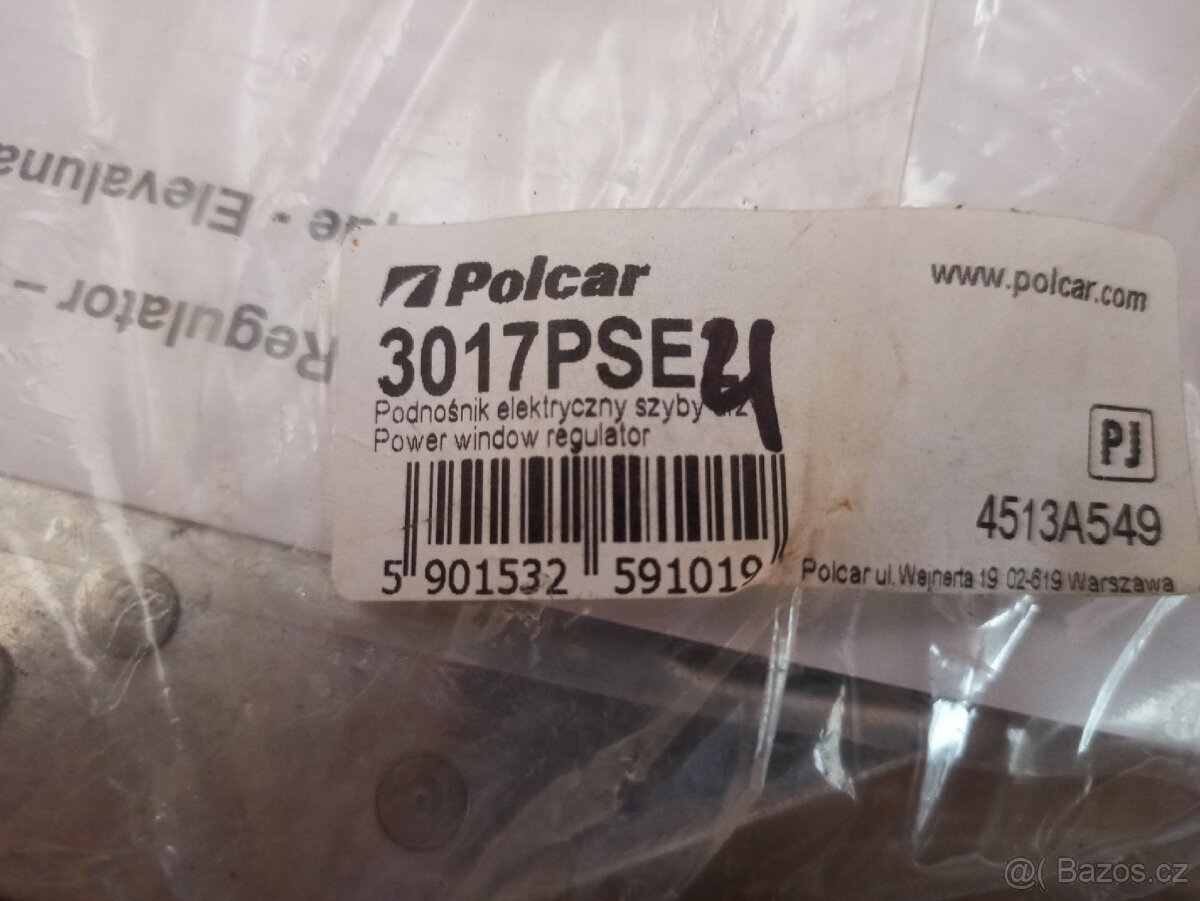 Elevaluna
Regulator –
Polcar
www.polcar.com
3017PSE
Podnośnik elektryczny szyby
Power window regulator
PJ
4513A549
5 901532 591019
Polcar ul. Wejnerta 19 02-619 Warszawa
@( Bazos.cz